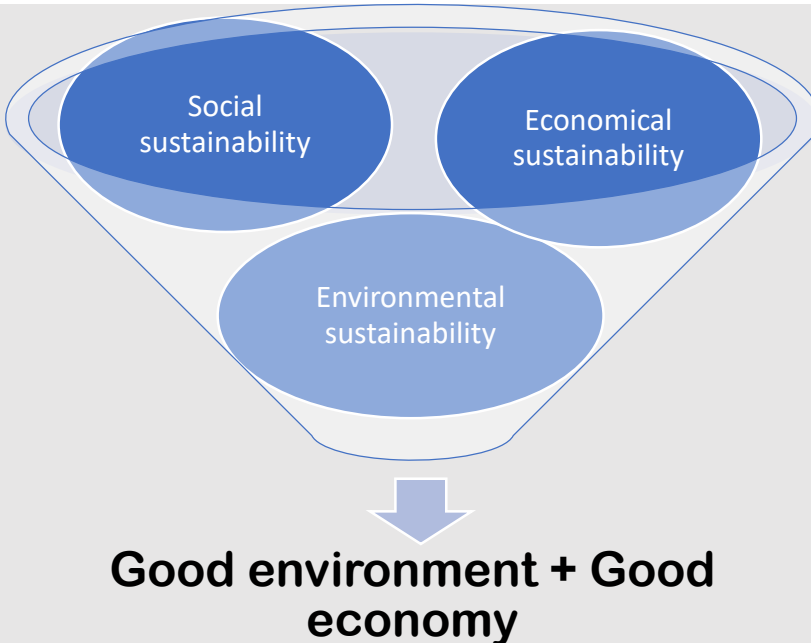 Social
sustainability
Economical
sustainability
Environmental
sustainability
Good environment + Good
economy